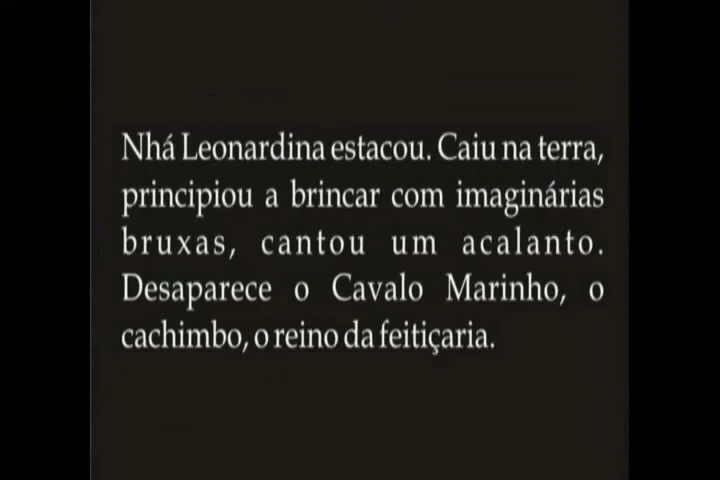 Nhá Leonardina estacou. Caiu na terra,
principiou a brincar com imaginárias
bruxas, cantou um acalanto.
Desaparece o Cavalo Marinho, o
cachimbo, o reino da feitiçaria.